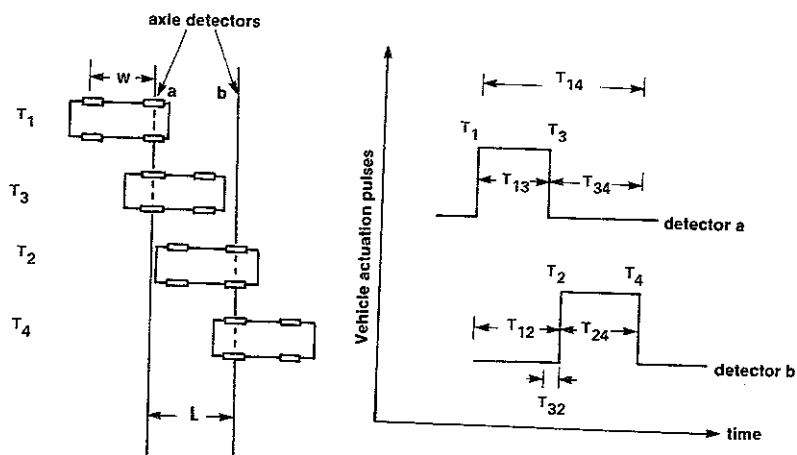 axle detectors
W
a
b
T1
T3
T2
T4
L
Vehicle actuation pulses
T14
T1
T3
T13
T34
detector a
T2
T4
T12
T24
detector b
T32
time